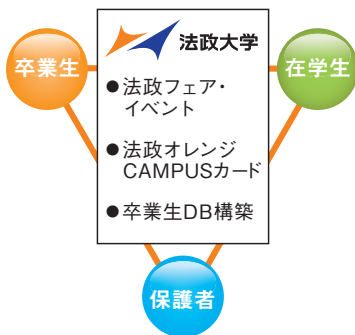 法政大学
卒業生
在学生
●法政フェア・
イベント
●法政オレンジ
CAMPUSカード
●卒業生DB構築
保護者